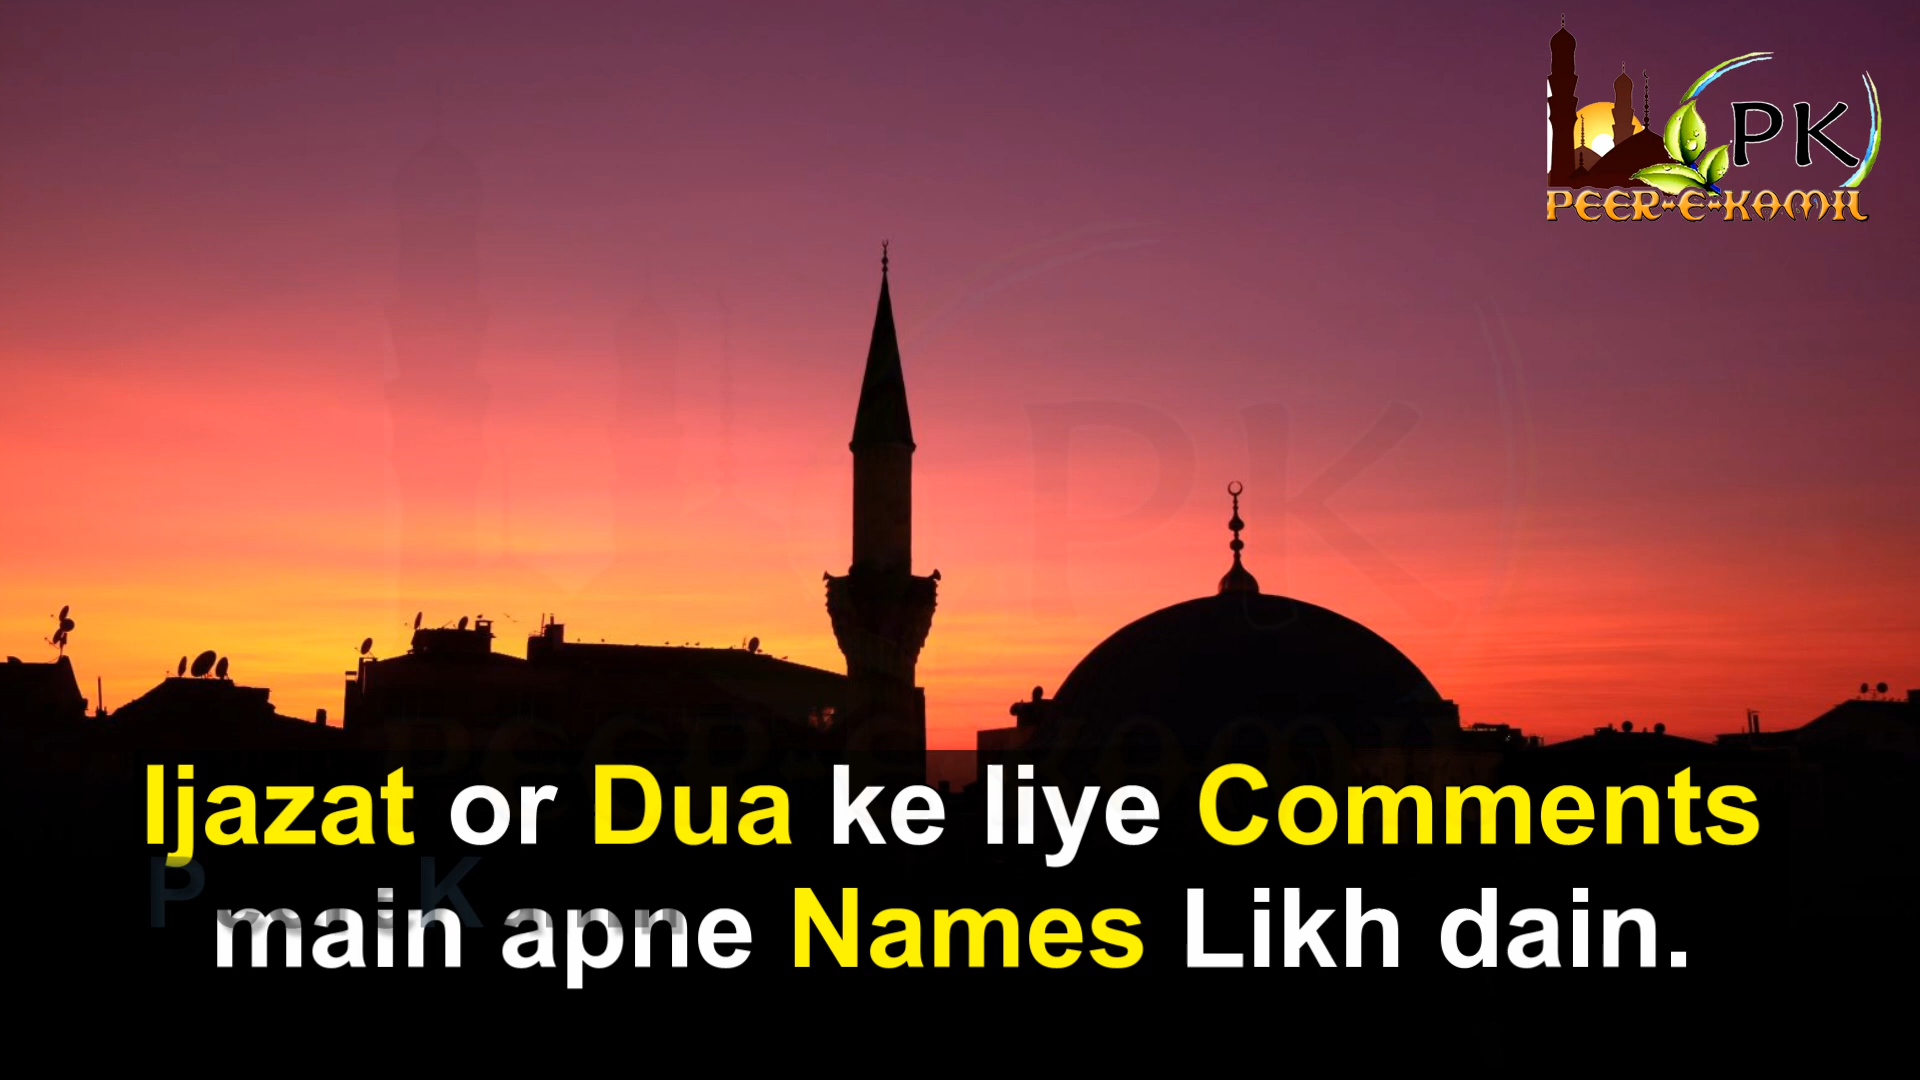 PK
PEER-E-KAMIL
Ijazat or Dua ke liye Comments
main apne Names Likh dain.